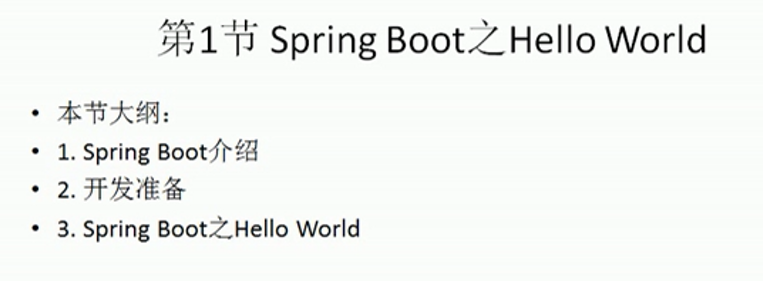 第1节 Spring Boot之Hello World
• 本节大纲：
• 1. Spring Boot介绍
• 2. 开发准备
• 3. Spring Boot之Hello World